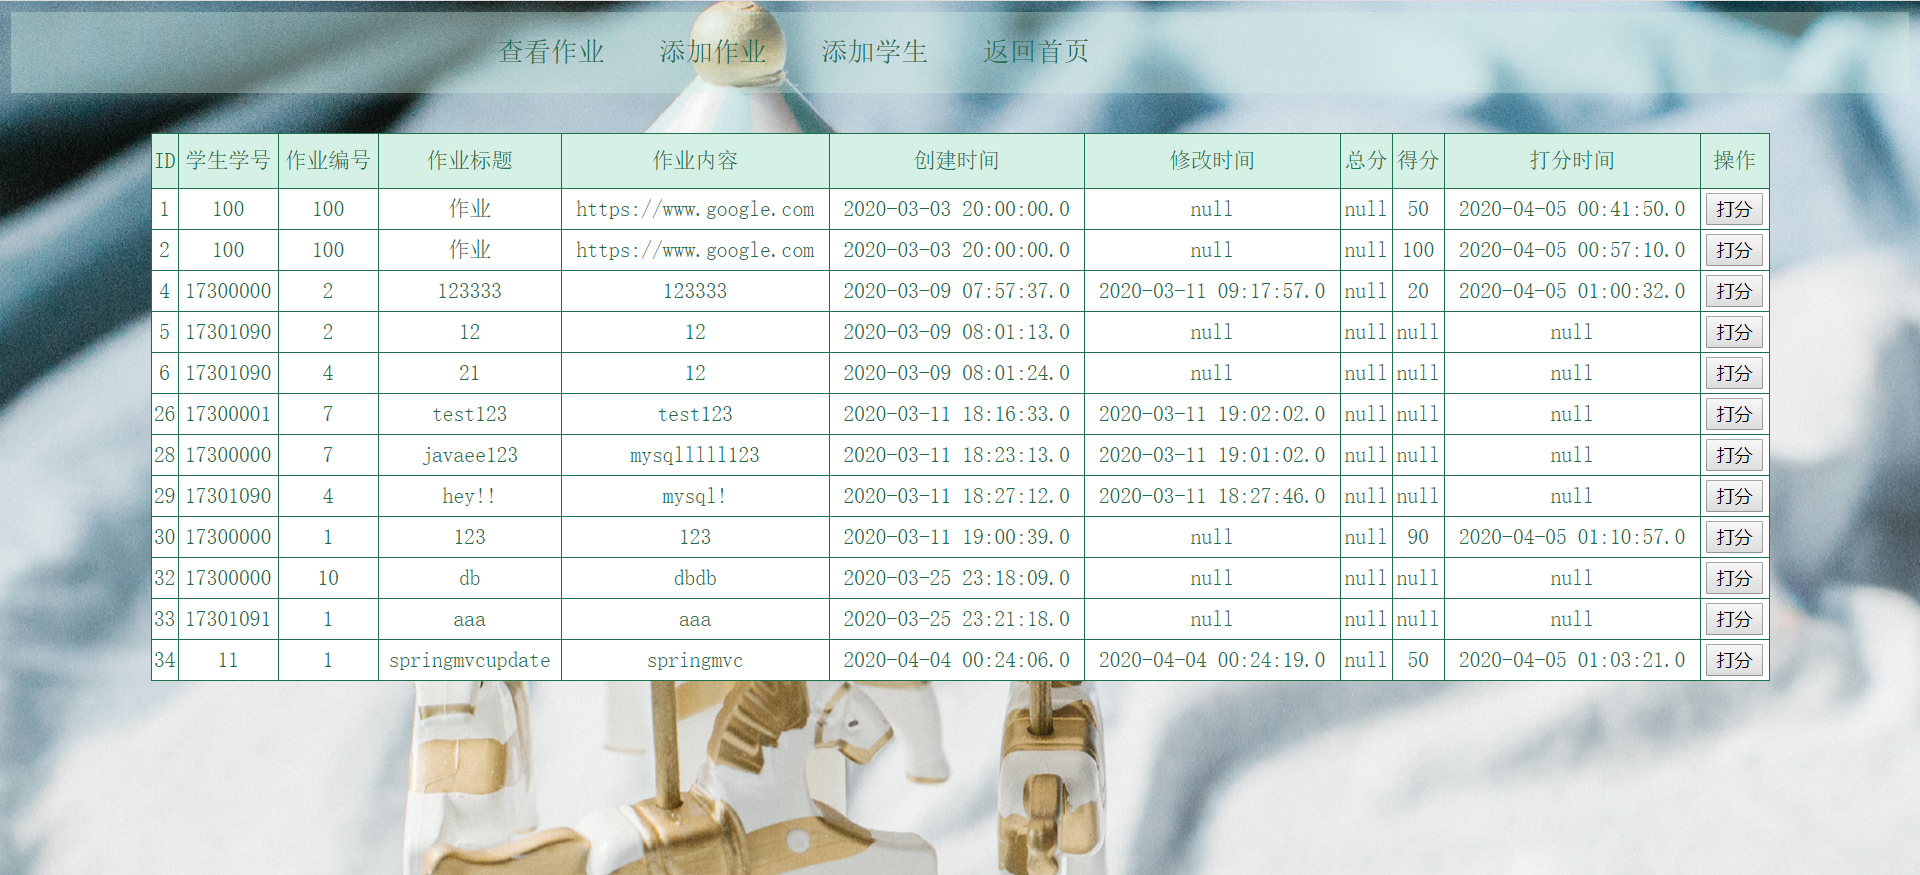 查看作业 添加作业 添加学生 返回首页
ID 学生学号 作业编号 作业标题 作业内容 创建时间 修改时间 总分 得分 打分时间 操作
1 100 100 作业 https://www.google.com 2020-03-03 20:00:00.0 null null 50 2020-04-05 00:41:50.0 打分
2 100 100 作业 https://www.google.com 2020-03-03 20:00:00.0 null null 100 2020-04-05 00:57:10.0 打分
4 17300000 2 123333 123333 2020-03-09 07:57:37.0 2020-03-11 09:17:57.0 null 20 2020-04-05 01:00:32.0 打分
5 17301090 2 12 12 2020-03-09 08:01:13.0 null null null null 打分
6 17301090 4 21 12 2020-03-09 08:01:24.0 null null null null 打分
26 17300001 7 test123 test123 2020-03-11 18:16:33.0 2020-03-11 19:02:02.0 null null null 打分
28 17300000 7 javaee123 mysqlllll123 2020-03-11 18:23:13.0 2020-03-11 19:01:02.0 null null null 打分
29 17301090 4 hey!! mysql! 2020-03-11 18:27:12.0 2020-03-11 18:27:46.0 null null null 打分
30 17300000 1 123 123 2020-03-11 19:00:39.0 null null 90 2020-04-05 01:10:57.0 打分
32 17300000 10 db dbdb 2020-03-25 23:18:09.0 null null null null 打分
33 17301091 1 aaa aaa 2020-03-25 23:21:18.0 null null null null 打分
34 11 1 springmvcupdate springmvc 2020-04-04 00:24:06.0 2020-04-04 00:24:19.0 null 50 2020-04-05 01:03:21.0 打分